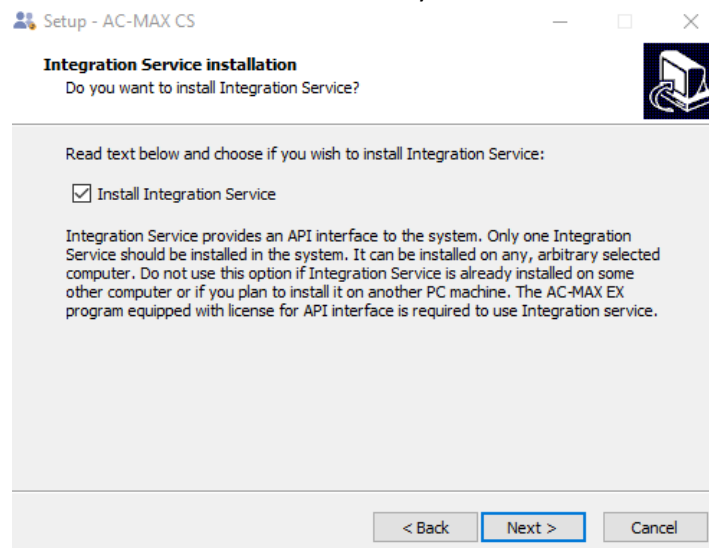 Setup - AC-MAX CS
Integration Service installation
Do you want to install Integration Service?
Read text below and choose if you wish to install Integration Service:
Install Integration Service
Integration Service provides an API interface to the system. Only one Integration
Service should be installed in the system. It can be installed on any, arbitrary selected
computer. Do not use this option if Integration Service is already installed on some
other computer or if you plan to install it on another PC machine. The AC-MAX EX
program equipped with license for API interface is required to use Integration service.
< Back
Next >
Cancel